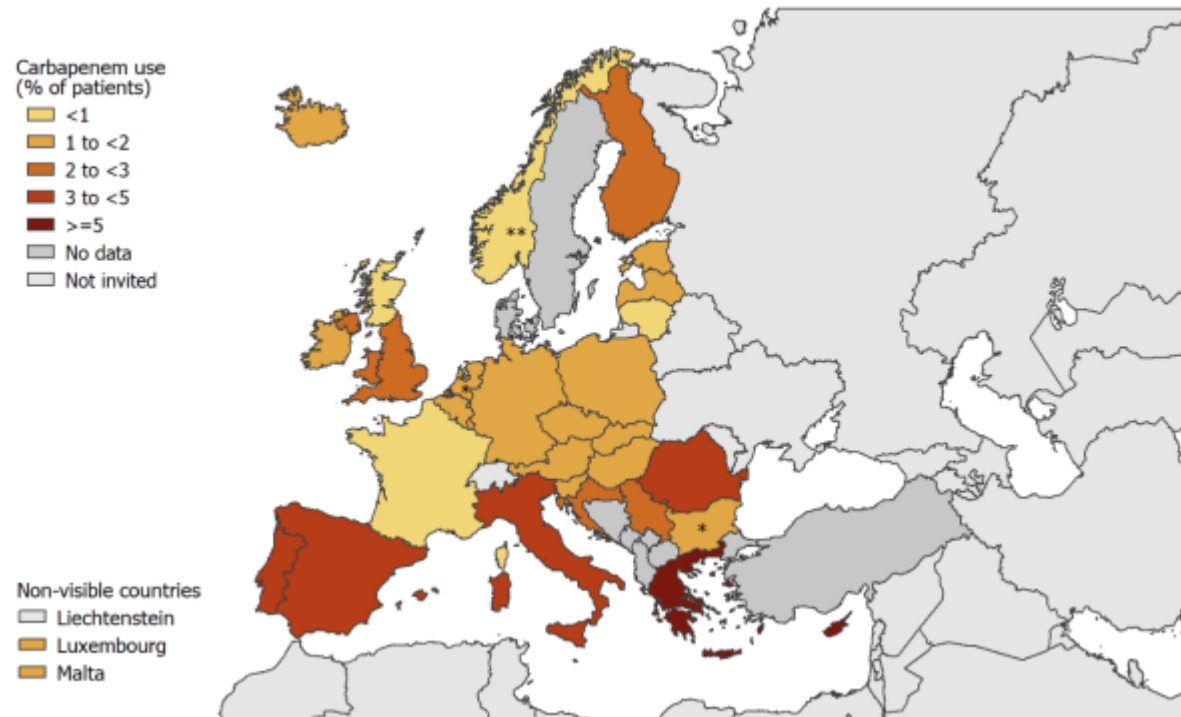 Carbapenem use
(% of patients)
<1
1 to <2
2 to <3
3 to <5
>=5
No data
Not invited
**
*
*
Non-visible countries
Liechtenstein
Luxembourg
Malta